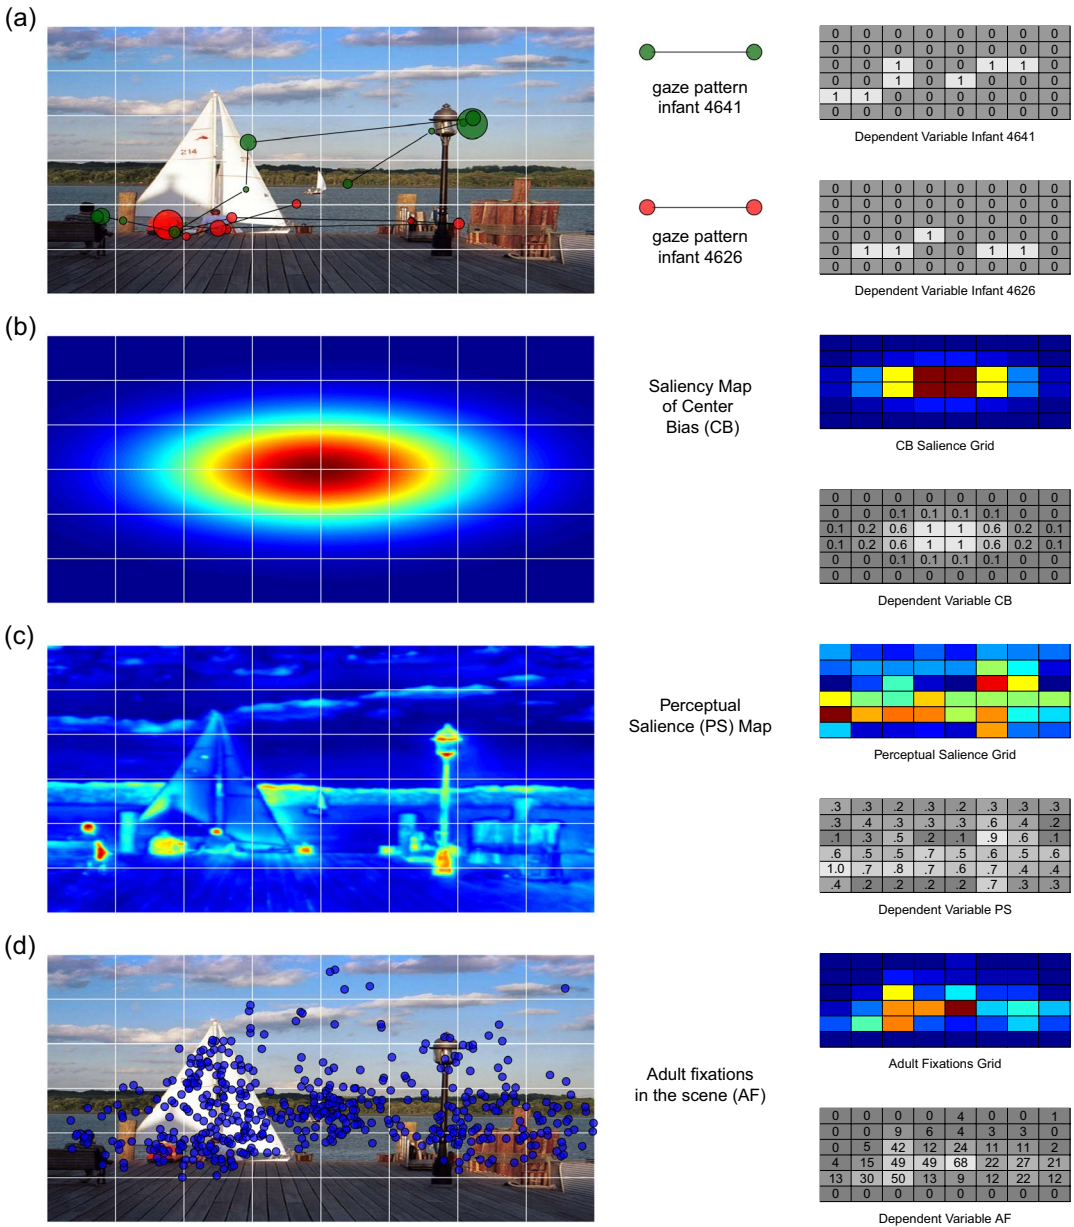 (a)
214
gaze pattern
infant 4641
0 0 0 0 0 0 0 0
0 0 0 0 0 0 0 0
0 0 1 0 0 1 1 0
0 0 1 0 1 0 0 0
1 1 0 0 0 0 0 0
0 0 0 0 0 0 0 0
Dependent Variable Infant 4641
gaze pattern
infant 4626
0 0 0 0 0 0 0 0
0 0 0 0 0 0 0 0
0 0 0 0 0 0 0 0
0 0 0 1 0 0 0 0
0 1 1 0 0 1 1 0
0 0 0 0 0 0 0 0
Dependent Variable Infant 4626
(b)
Saliency Map
of Center
Bias (CB)
CB Salience Grid
0 0 0 0 0 0 0 0
0 0 0.1 0.1 0.1 0.1 0 0
0.1 0.2 0.6 1 1 0.6 0.2 0.1
0.1 0.2 0.6 1 1 0.6 0.2 0.1
0 0 0.1 0.1 0.1 0.1 0 0
0 0 0 0 0 0 0 0
Dependent Variable CB
(c)
Perceptual
Salience (PS) Map
Perceptual Salience Grid
.3 .3 .2 .3 .2 .3 .3 .3
.3 .4 .3 .3 .3 .6 .4 .2
.1 .3 .5 .2 .1 .9 .6 .1
.6 .5 .5 .7 .5 .6 .5 .6
1.0 .7 .8 .7 .6 .7 .4 .4
.4 .2 .2 .2 .2 .7 .3 .3
Dependent Variable PS
(d)
Adult fixations
in the scene (AF)
Adult Fixations Grid
0 0 0 0 4 0 0 1
0 0 9 6 4 3 3 0
0 5 42 12 24 11 11 2
4 15 49 49 68 22 27 21
13 30 50 13 9 12 22 12
0 0 0 0 0 0 0 0
Dependent Variable AF